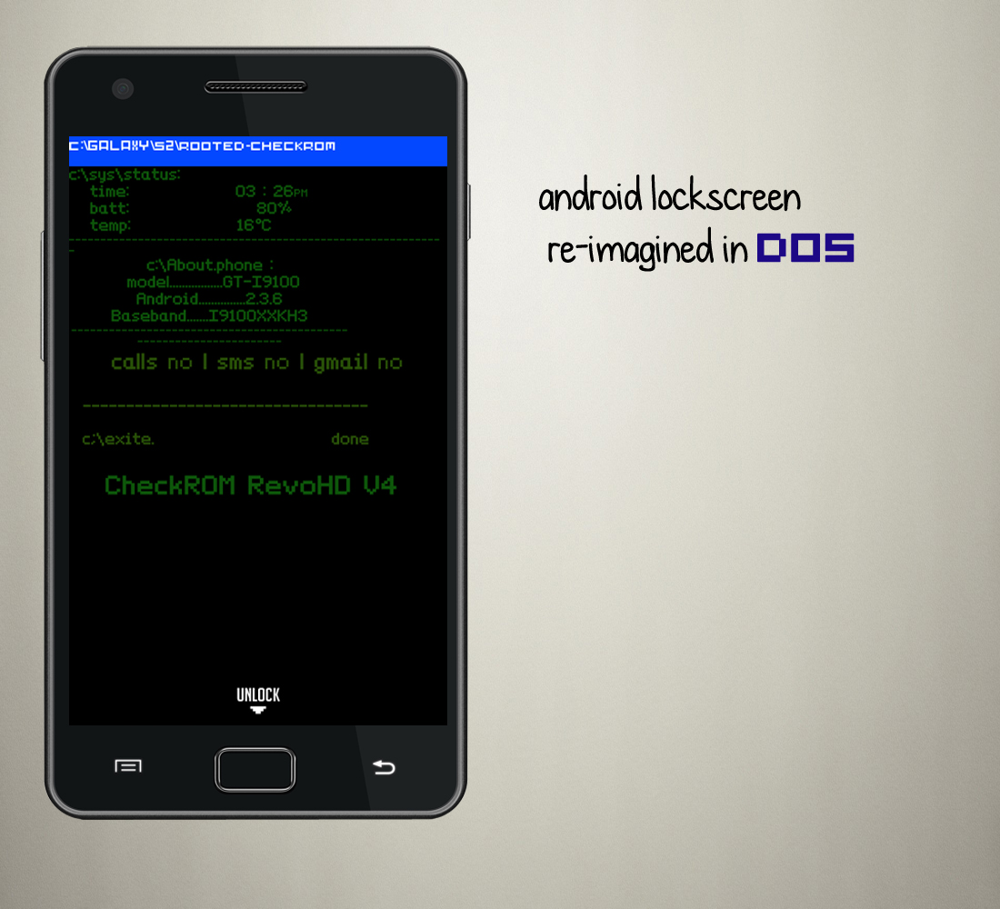 C:\GALAXY\S2\ROOTED-CHECKROM
c:\sys\status:
time: 03 : 26PM
batt: 80%
temp: 16°C
--------------------------------------------------------------
-
c:\About.phone :
model...............GT-I9100
Android..............2.3.6
Baseband.......I9100XXKH3
----------------------------------------------
-----------------------
calls no | sms no | gmail no
---------------------------------
c:\exite. done
CheckROM RevoHD V4
UNLOCK
android lockscreen
re-imagined in DOS